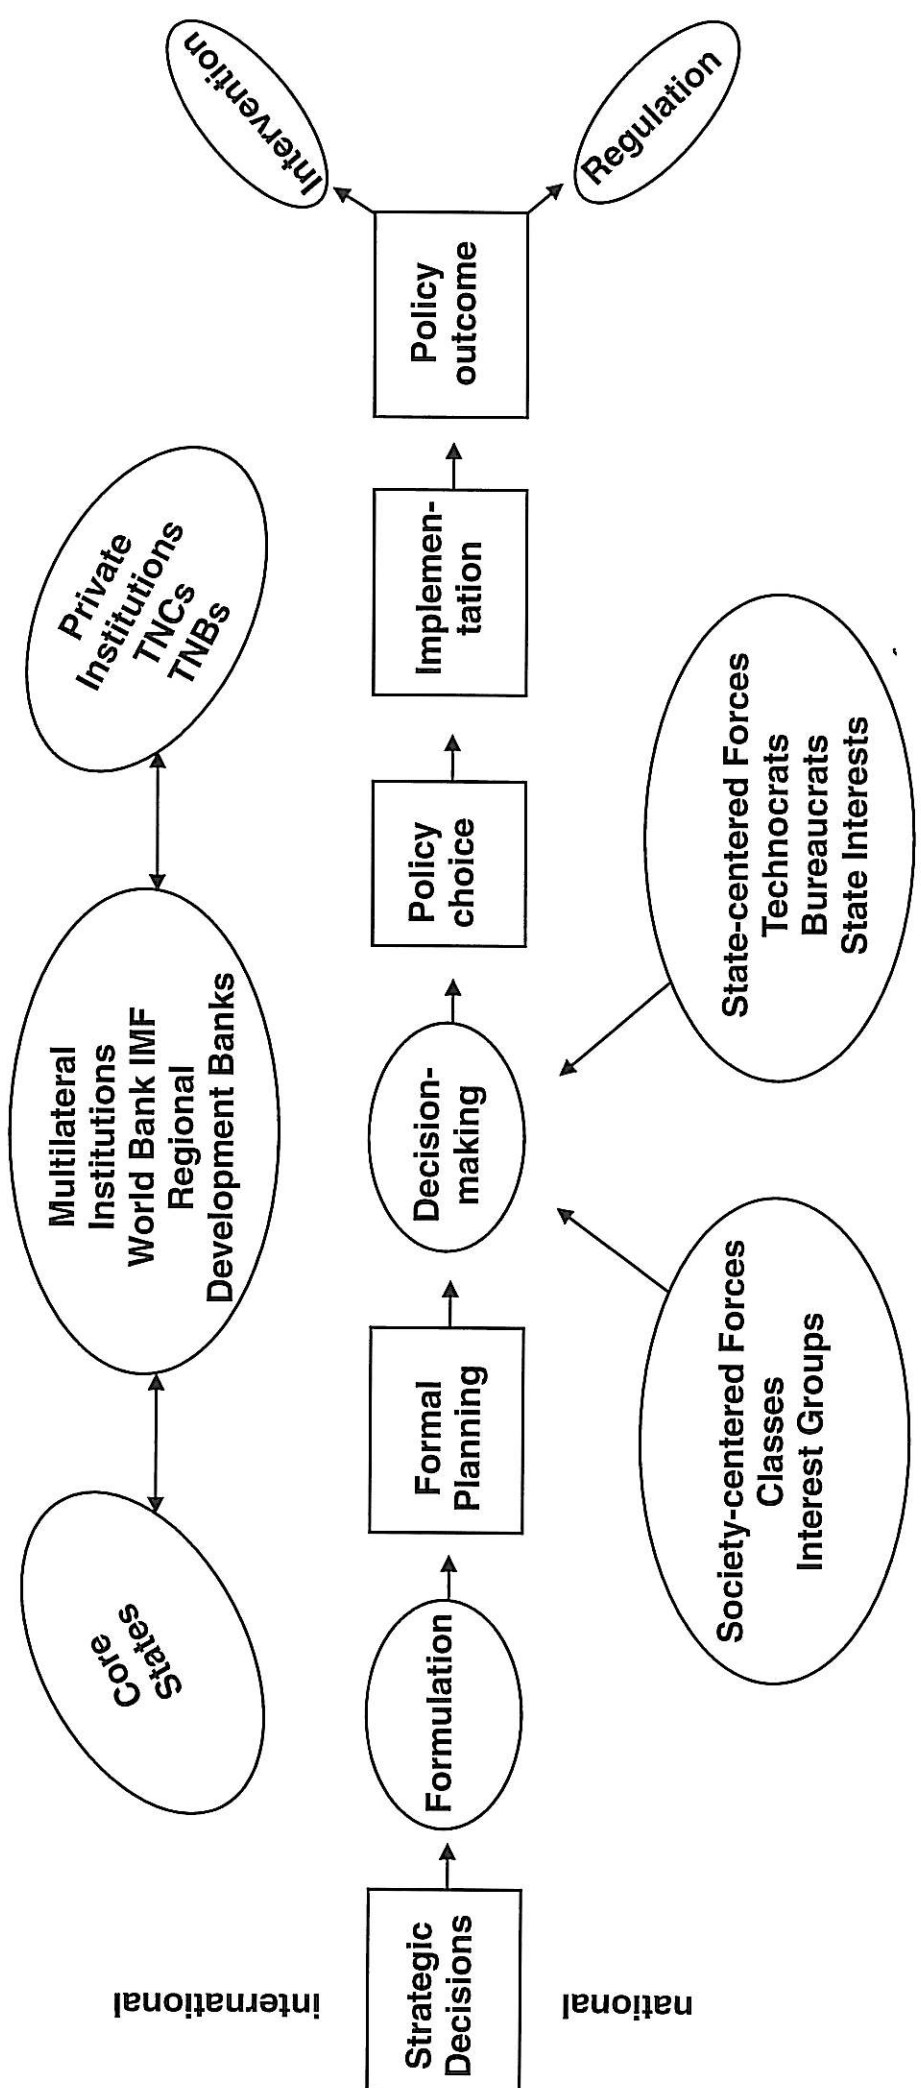 international
Core
States
Multilateral
Institutions
World Bank IMF
Regional
Development Banks
Private
Institutions
TNCs
TNBs
Strategic
Decisions
Formulation
Formal
Planning
Decision-
making
Policy
choice
Implemen-
tation
Policy
outcome
Intervention
Regulation
national
Society-centered Forces
Classes
Interest Groups
State-centered Forces
Technocrats
Bureaucrats
State Interests